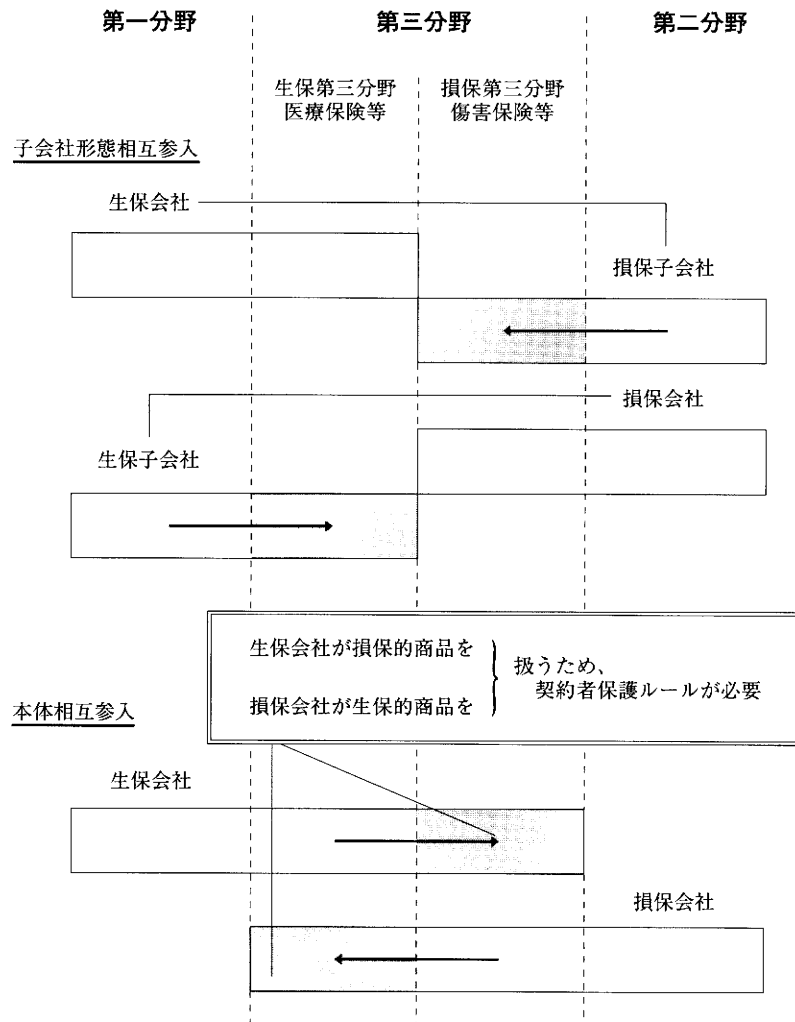 第一分野
第三分野
第二分野
生保第三分野
医療保険等
損保第三分野
傷害保険等
子会社形態相互参入
生保会社
損保子会社
損保会社
生保子会社
生保会社が損保的商品を
損保会社が生保的商品を
扱うため、
契約者保護ルールが必要
本体相互参入
生保会社
損保会社